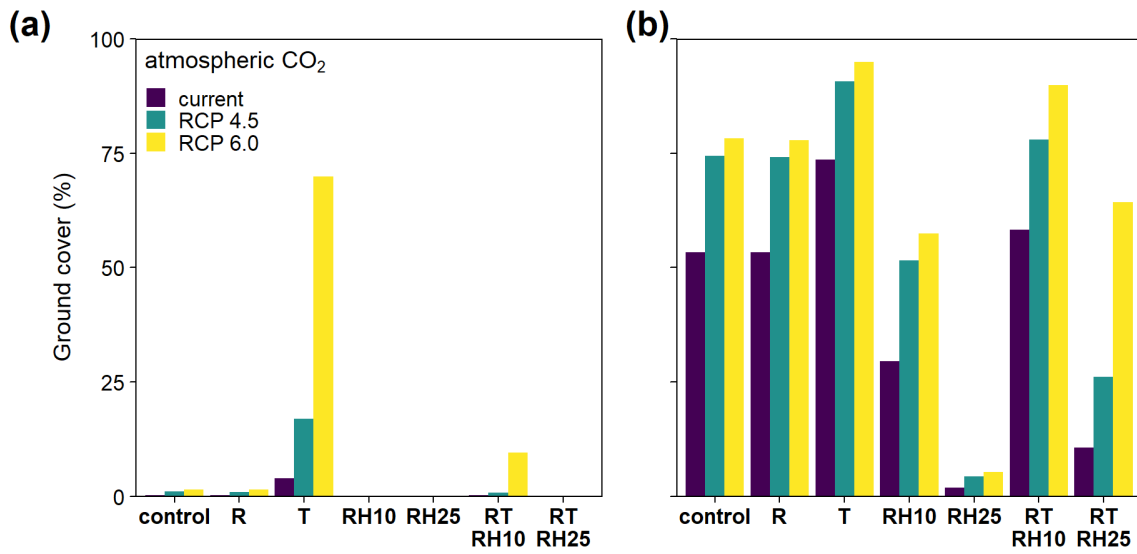 (a)
(b)
Ground cover (%)
100
75
50
25
0
atmospheric CO₂
current
RCP 4.5
RCP 6.0
control R T RH10 RH25 RT RH10 RT RH25
control R T RH10 RH25 RT RH10 RT RH25